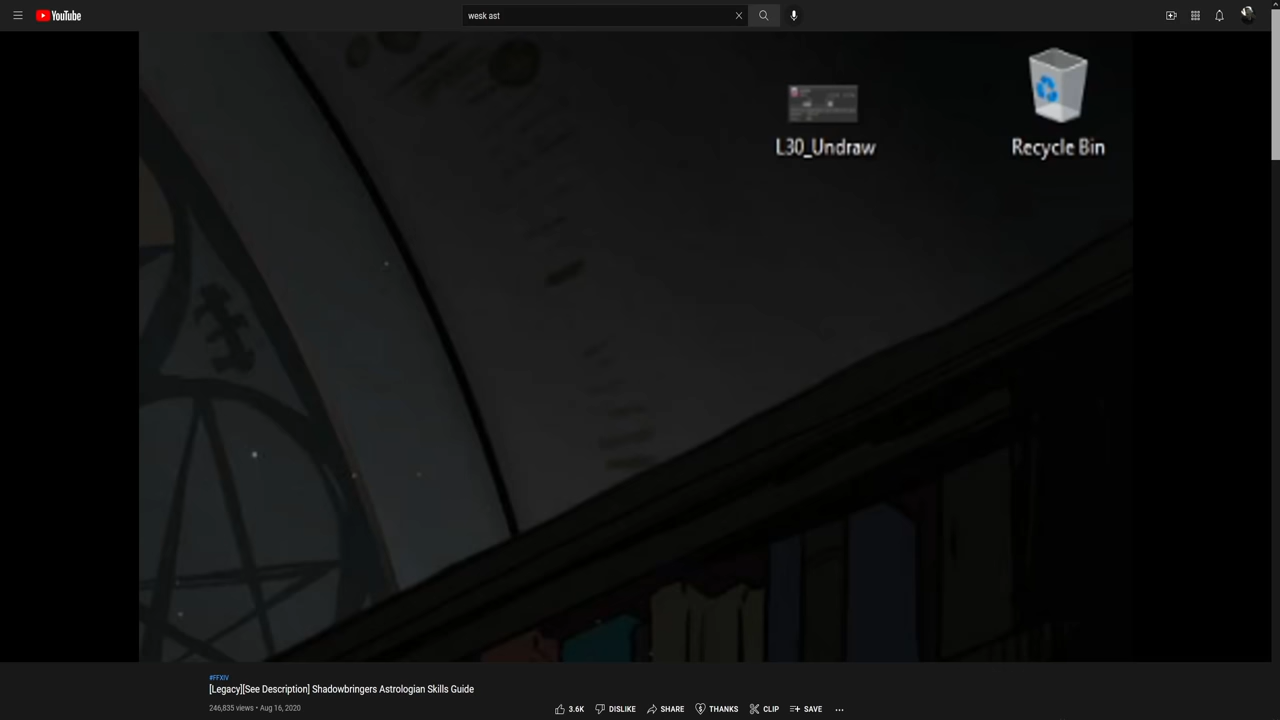 YouTube
wesk ast
L30_Undraw
Recycle Bin
#FFXIV
[Legacy][See Description] Shadowbringers Astrologian Skills Guide
246,835 views • Aug 16, 2020
3.6K
DISLIKE
SHARE
THANKS
CLIP
SAVE
...